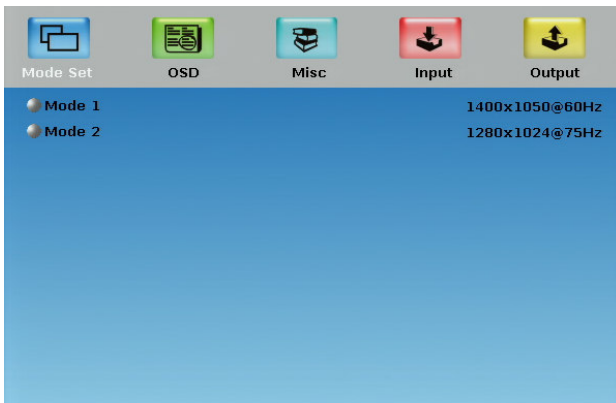 Mode Set OSD Misc Input Output
Mode 1 1400x1050@60Hz
Mode 2 1280x1024@75Hz